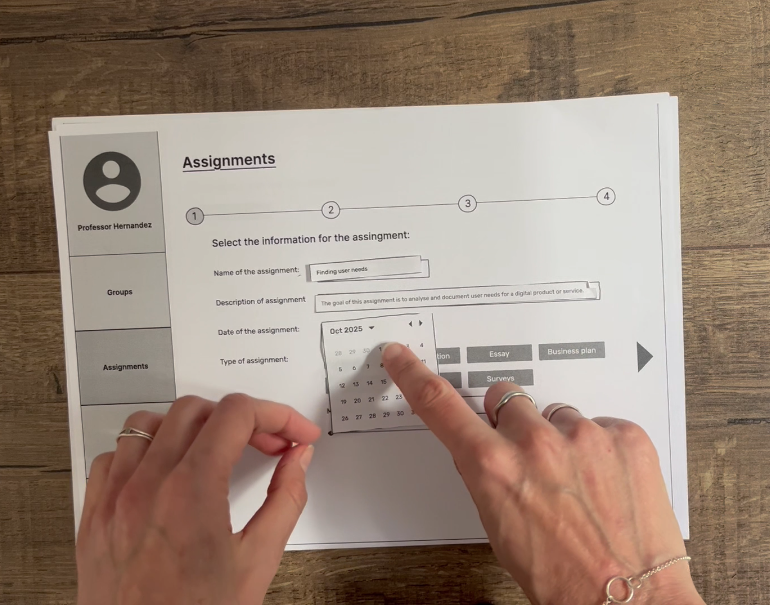 Assignments
1
2
3
4
Professor Hernandez
Groups
Assignments
Select the information for the assingment:
Name of the assignment:
Finding user needs
Description of assignment
The goal of this assignment is to analyse and document user needs for a digital product or service.
Date of the assignment:
Oct 2025
28 29 30 1 4
5 6 7 8 11
12 13 14 15
19 20 21 22 23
26 27 28 29 30
Type of assignment:
tion
Essay
Business plan
Surveys